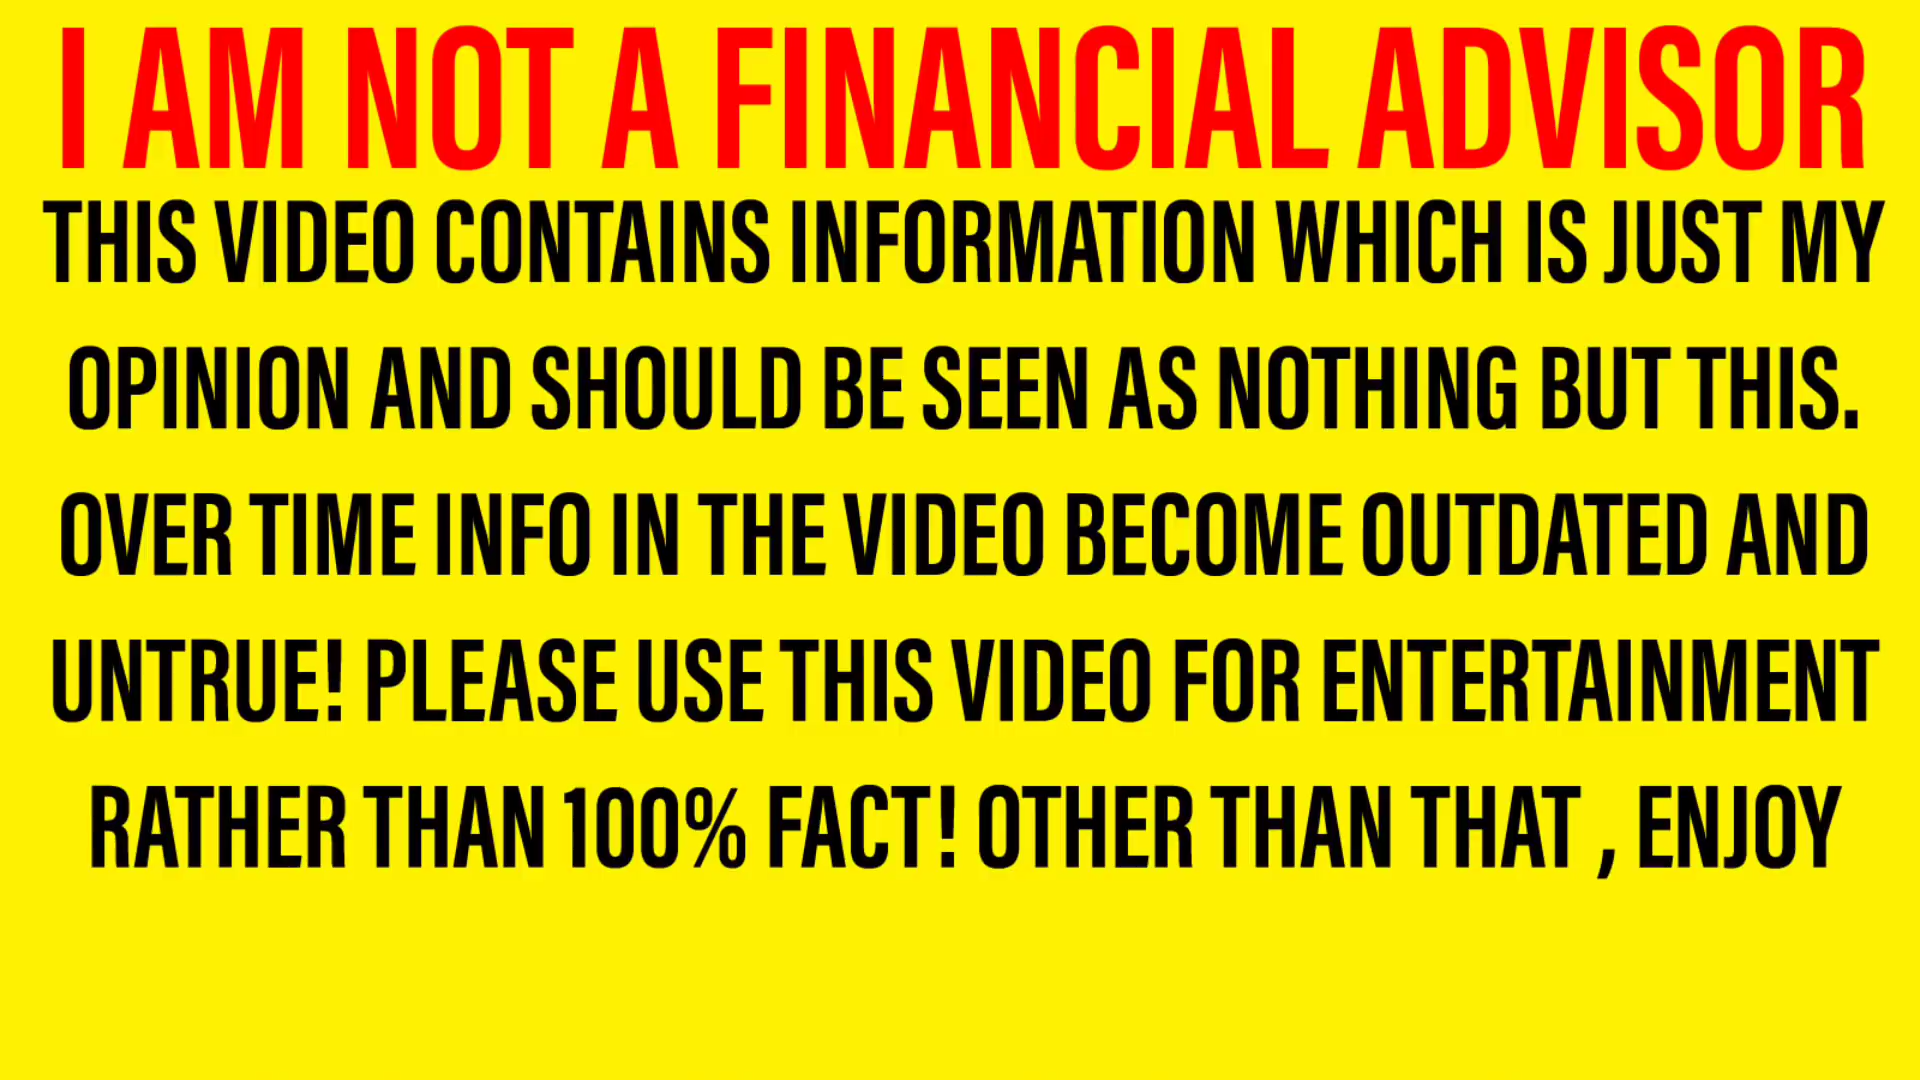 I AM NOT A FINANCIAL ADVISOR
THIS VIDEO CONTAINS INFORMATION WHICH IS JUST MY
OPINION AND SHOULD BE SEEN AS NOTHING BUT THIS.
OVER TIME INFO IN THE VIDEO BECOME OUTDATED AND
UNTRUE! PLEASE USE THIS VIDEO FOR ENTERTAINMENT
RATHER THAN 100% FACT! OTHER THAN THAT , ENJOY